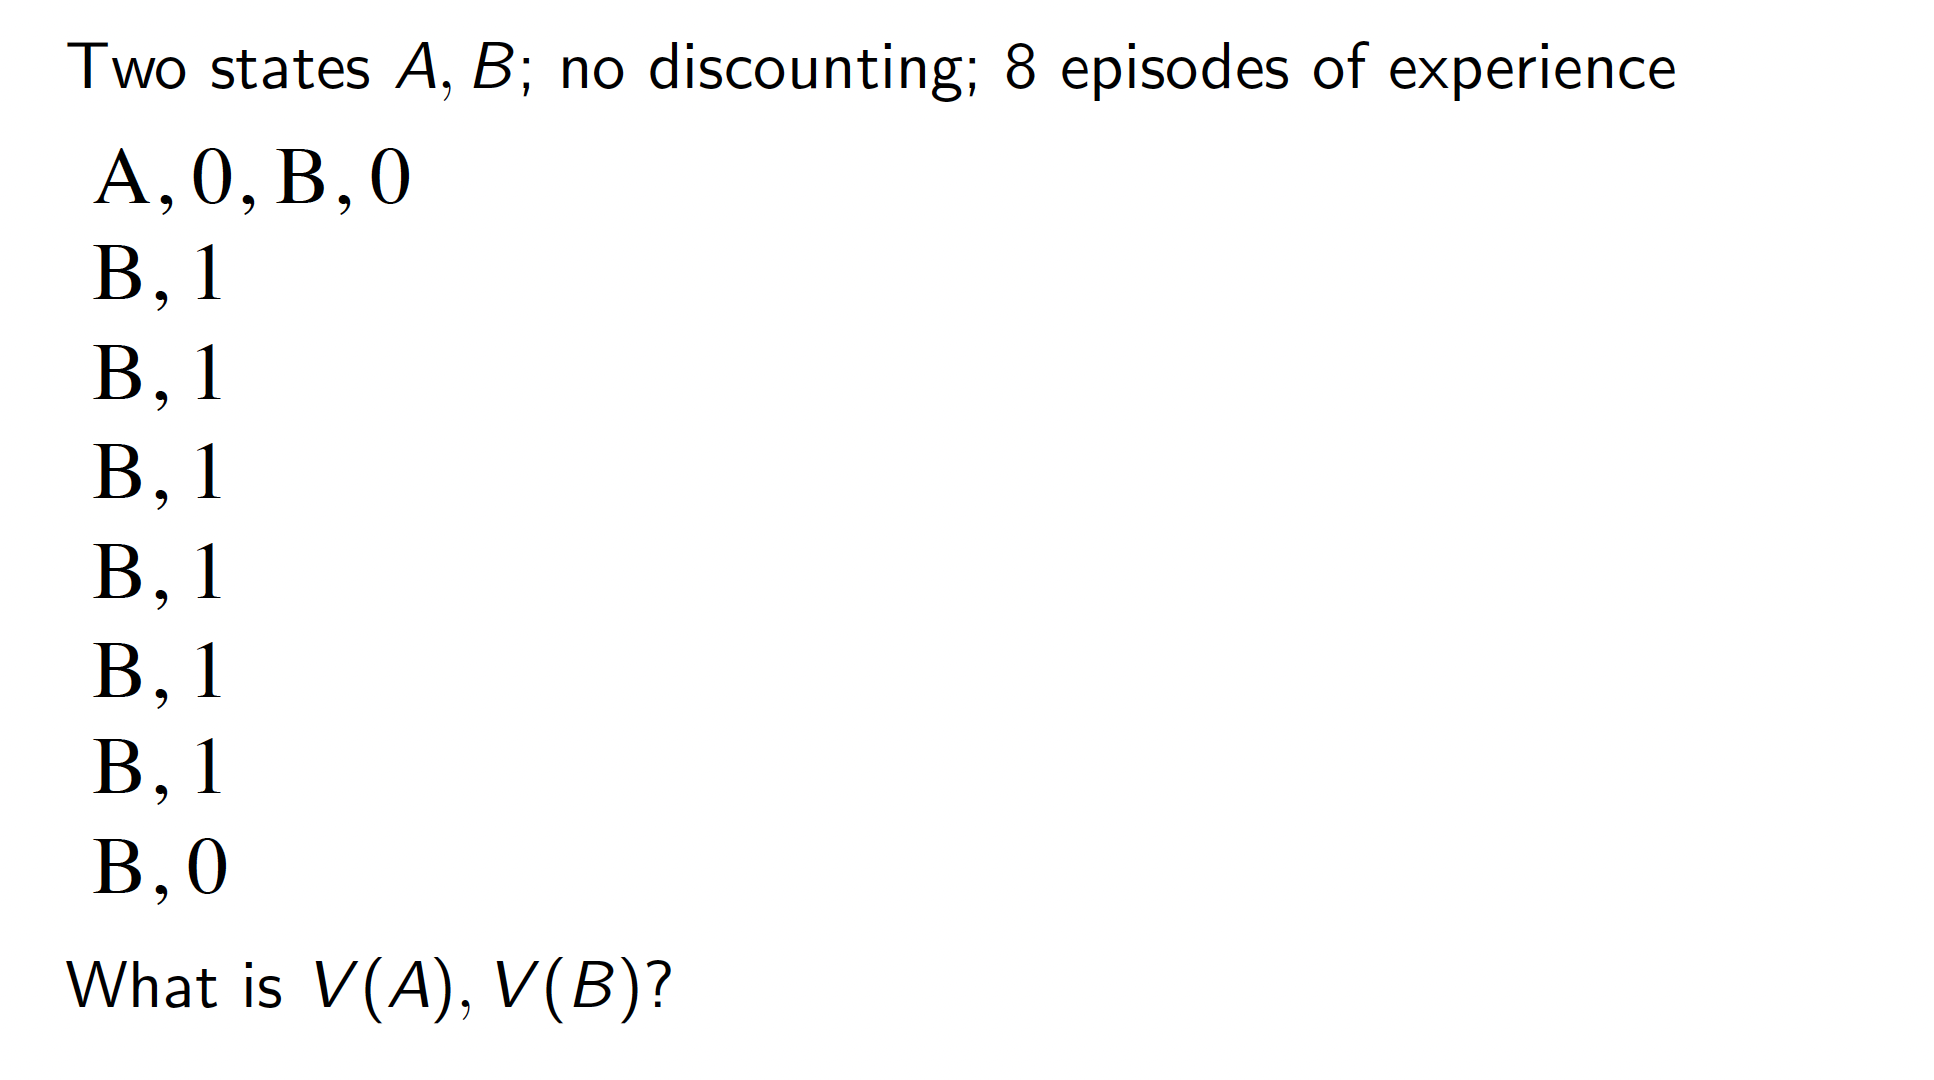 Two states A, B; no discounting; 8 episodes of experience
A, 0, B, 0
B, 1
B, 1
B, 1
B, 1
B, 1
B, 1
B, 0
What is V(A), V(B)?